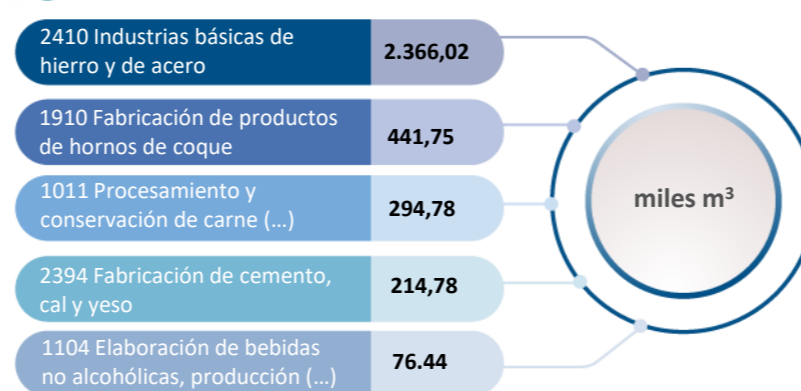 2410 Industrias básicas de
hierro y de acero
2.366,02
1910 Fabricación de productos
de hornos de coque
441,75
1011 Procesamiento y
conservación de carne (...)
294,78
2394 Fabricación de cemento,
cal y yeso
214,78
1104 Elaboración de bebidas
no alcohólicas, producción (...)
76.44
miles m³